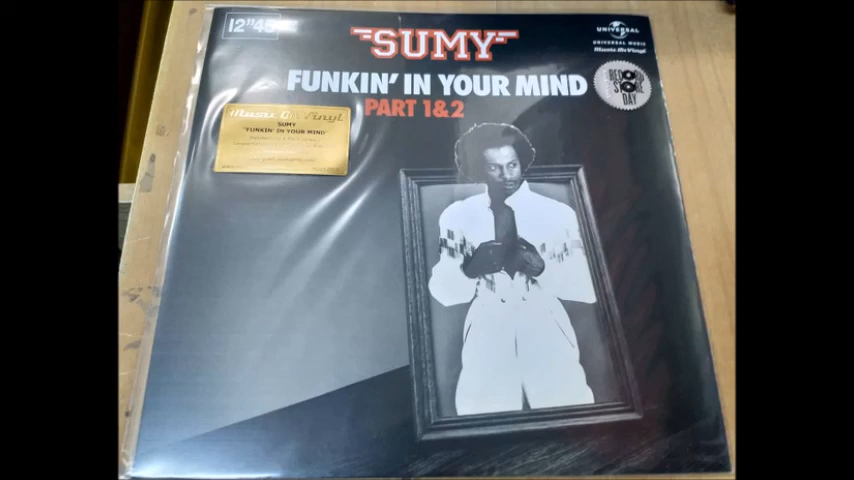 12"45
SUMY
FUNKIN' IN YOUR MIND
PART 1&2
UNIVERSAL
UNIVERSAL MUSIC
Music On Vinyl
RECORD
STORE
DAY
Music On Vinyl
SUMY
"FUNKIN' IN YOUR MIND"